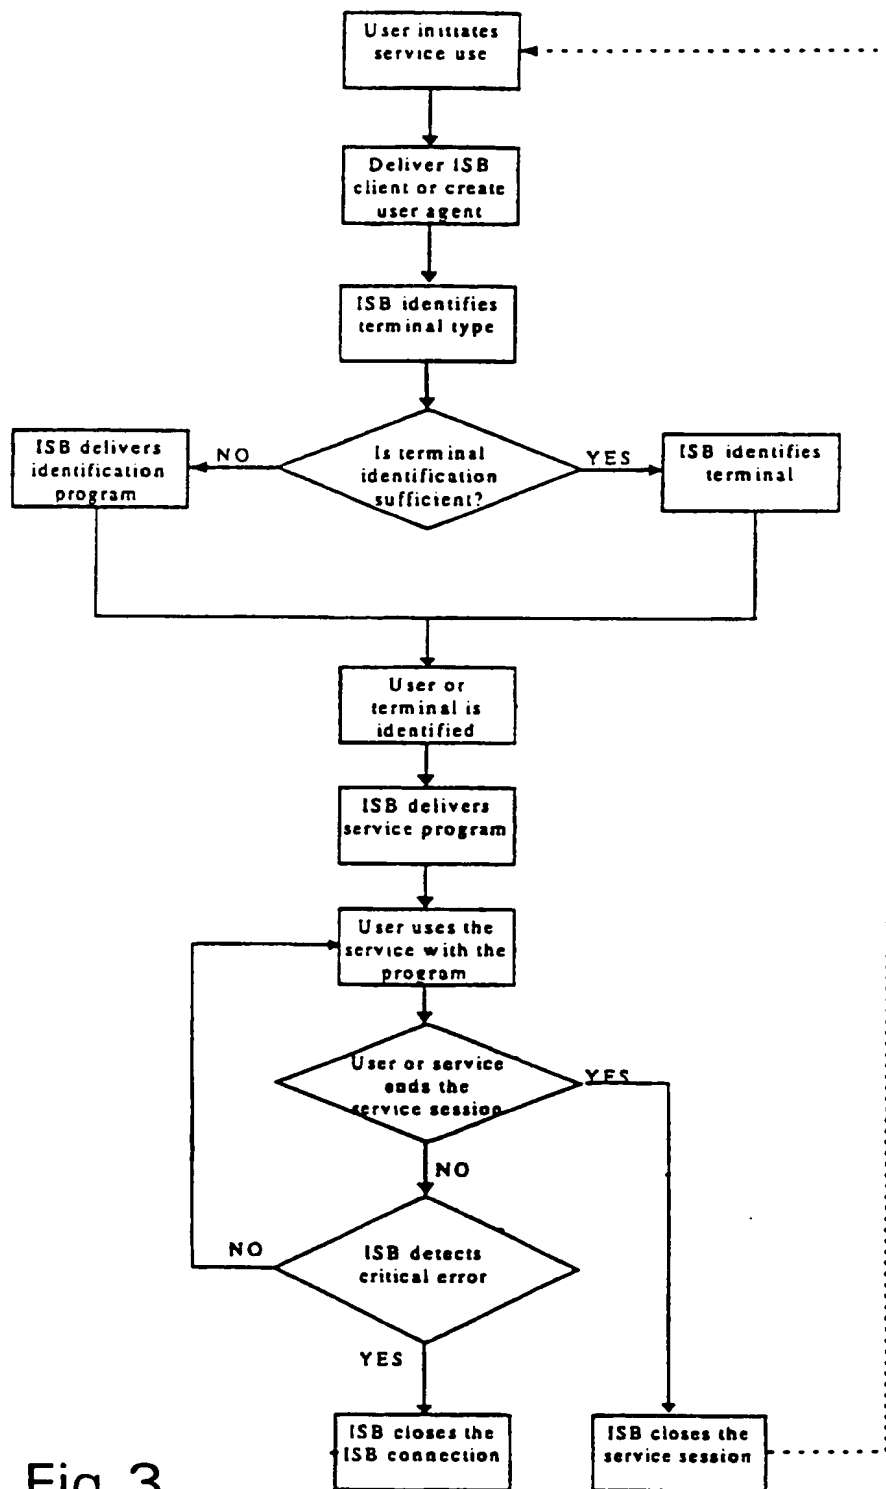 User initiates
service use
Deliver ISB
client or create
user agent
ISB identifies
terminal type
Is terminal
identification
sufficient?
NO
YES
ISB delivers
identification
program
ISB identifies
terminal
User or
terminal is
identified
ISB delivers
service program
User uses the
service with the
program
User or service
ends the
service session
YES
NO
ISB detects
critical error
NO
YES
ISB closes the
ISB connection
ISB closes the
service session
Fig 3